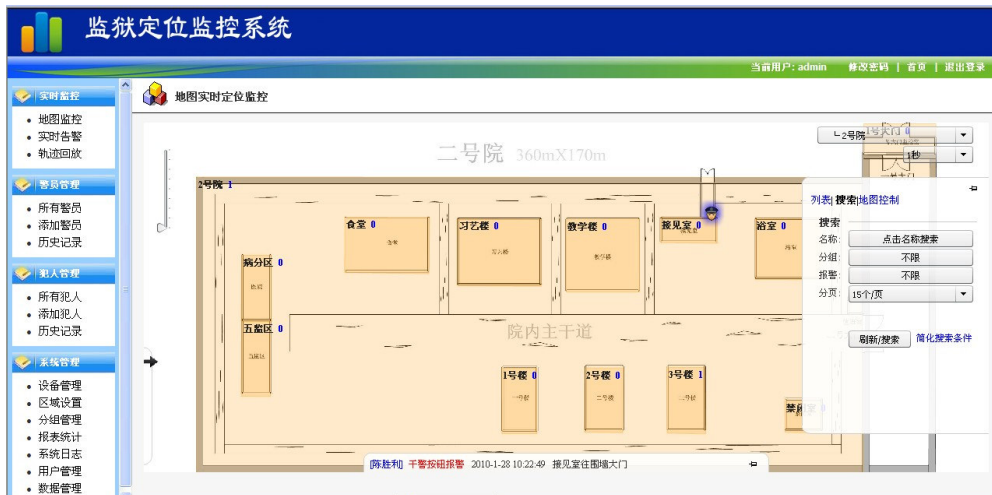 监狱定位监控系统
当前用户: admin 修改密码 | 首页 | 退出登录
实时监控
地图监控
实时告警
轨迹回放
警员管理
所有警员
添加警员
历史记录
犯人管理
所有犯人
添加犯人
历史记录
系统管理
设备管理
区域设置
分组管理
报表统计
系统日志
用户管理
数据管理
地图实时定位监控
二号院 360mX170m
2号院 1
食堂 0
习艺楼 0
教学楼 0
接见室 0
浴室 0
病分区 0
五监区 0
院内主干道
1号楼 0
2号楼 0
3号楼 1
一号楼
二号楼
1号大门 0
└2号院
1秒
列表| 搜索|地图控制
搜索
名称: 点击名称搜索
分组: 不限
报警: 不限
分页: 15个/页
刷新/搜索 简化搜索条件
[陈胜利] 干警按钮报警 2010-1-28 10:22:49 接见室往围墙大门